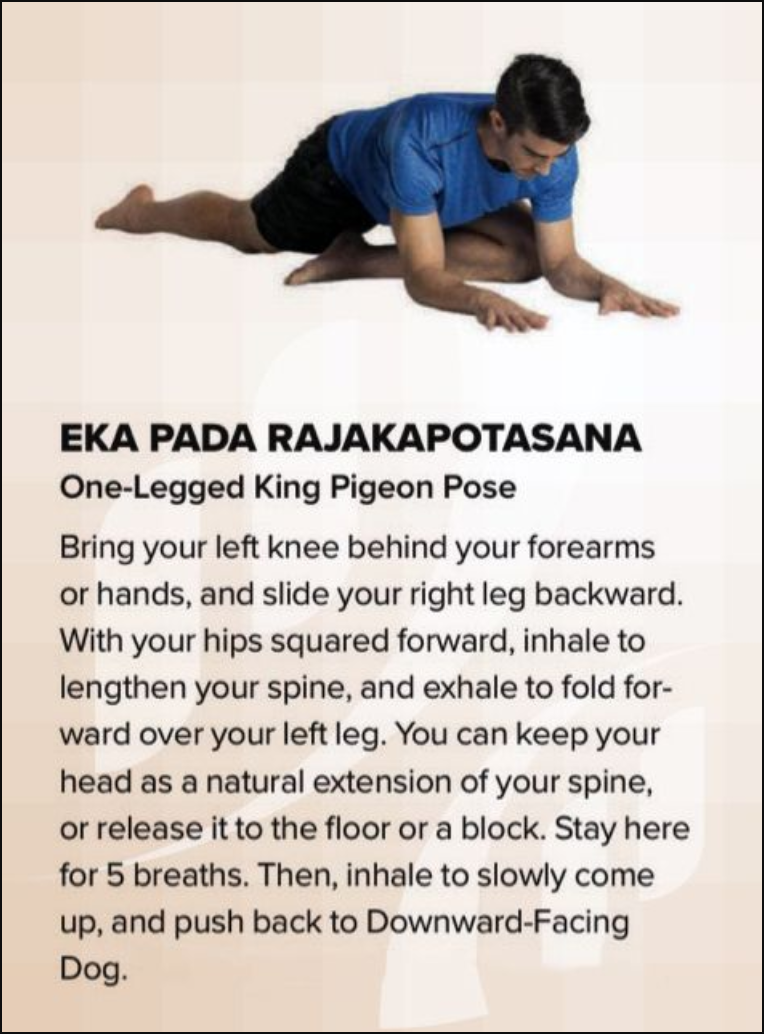 EKA PADA RAJAKAPOTASANA
One-Legged King Pigeon Pose
Bring your left knee behind your forearms
or hands, and slide your right leg backward.
With your hips squared forward, inhale to
lengthen your spine, and exhale to fold for-
ward over your left leg. You can keep your
head as a natural extension of your spine,
or release it to the floor or a block. Stay here
for 5 breaths. Then, inhale to slowly come
up, and push back to Downward-Facing
Dog.